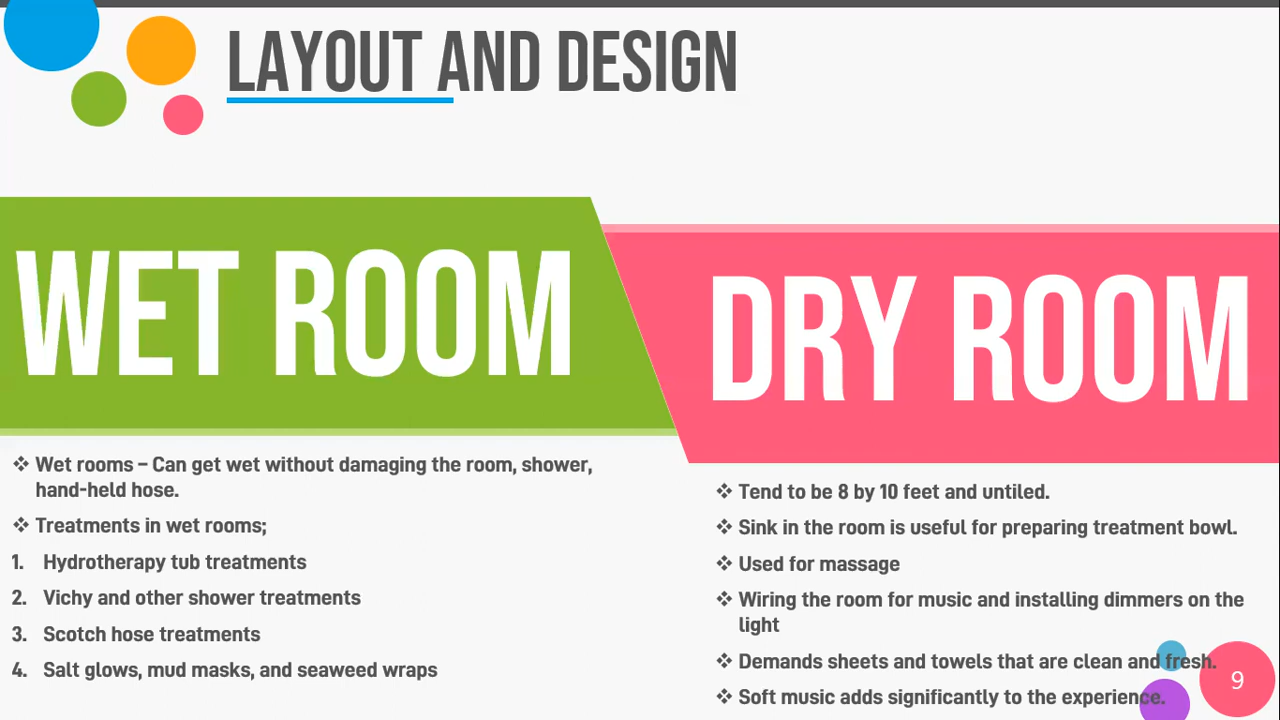 LAYOUT AND DESIGN
WET ROOM
❖ Wet rooms – Can get wet without damaging the room, shower,
hand-held hose.
❖ Treatments in wet rooms;
1. Hydrotherapy tub treatments
2. Vichy and other shower treatments
3. Scotch hose treatments
4. Salt glows, mud masks, and seaweed wraps
DRY ROOM
❖ Tend to be 8 by 10 feet and untiled.
❖ Sink in the room is useful for preparing treatment bowl.
❖ Used for massage
❖ Wiring the room for music and installing dimmers on the
light
❖ Demands sheets and towels that are clean and fresh.
❖ Soft music adds significantly to the experience.
9